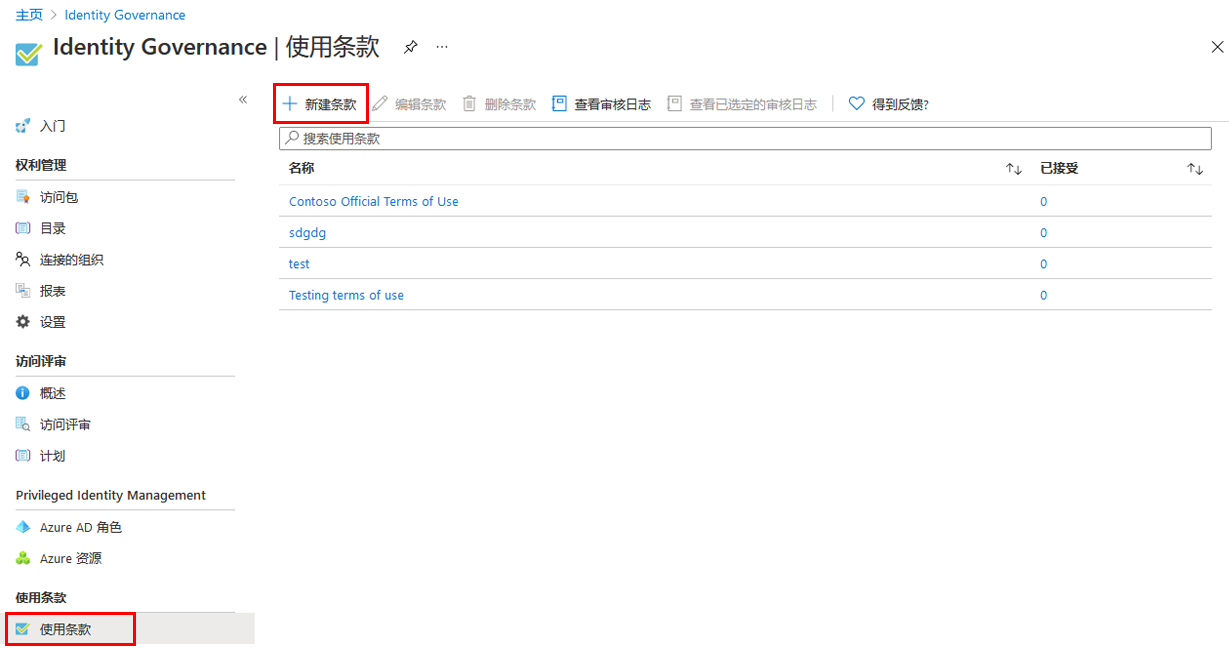 主页 > Identity Governance
Identity Governance | 使用条款
入门
权利管理
访问包
目录
连接的组织
报表
设置
访问评审
概述
访问评审
计划
Privileged Identity Management
Azure AD 角色
Azure 资源
使用条款
使用条款
新建条款 编辑条款 删除条款 查看审核日志 查看已选定的审核日志 得到反馈?
搜索使用条款
名称 已接受
Contoso Official Terms of Use 0
sdgdg 0
test 0
Testing terms of use 0